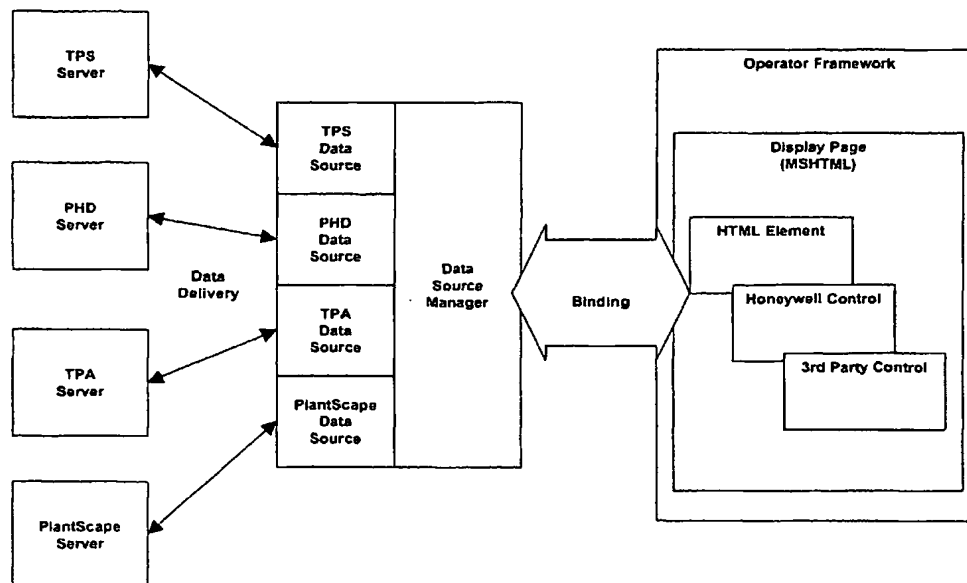 TPS
Server
PHD
Server
TPA
Server
PlantScape
Server
Data
Delivery
TPS
Data
Source
PHD
Data
Source
TPA
Data
Source
PlantScape
Data
Source
Data
Source
Manager
Binding
Operator Framework
Display Page
(MSHTML)
HTML Element
Honeywell Control
3rd Party Control